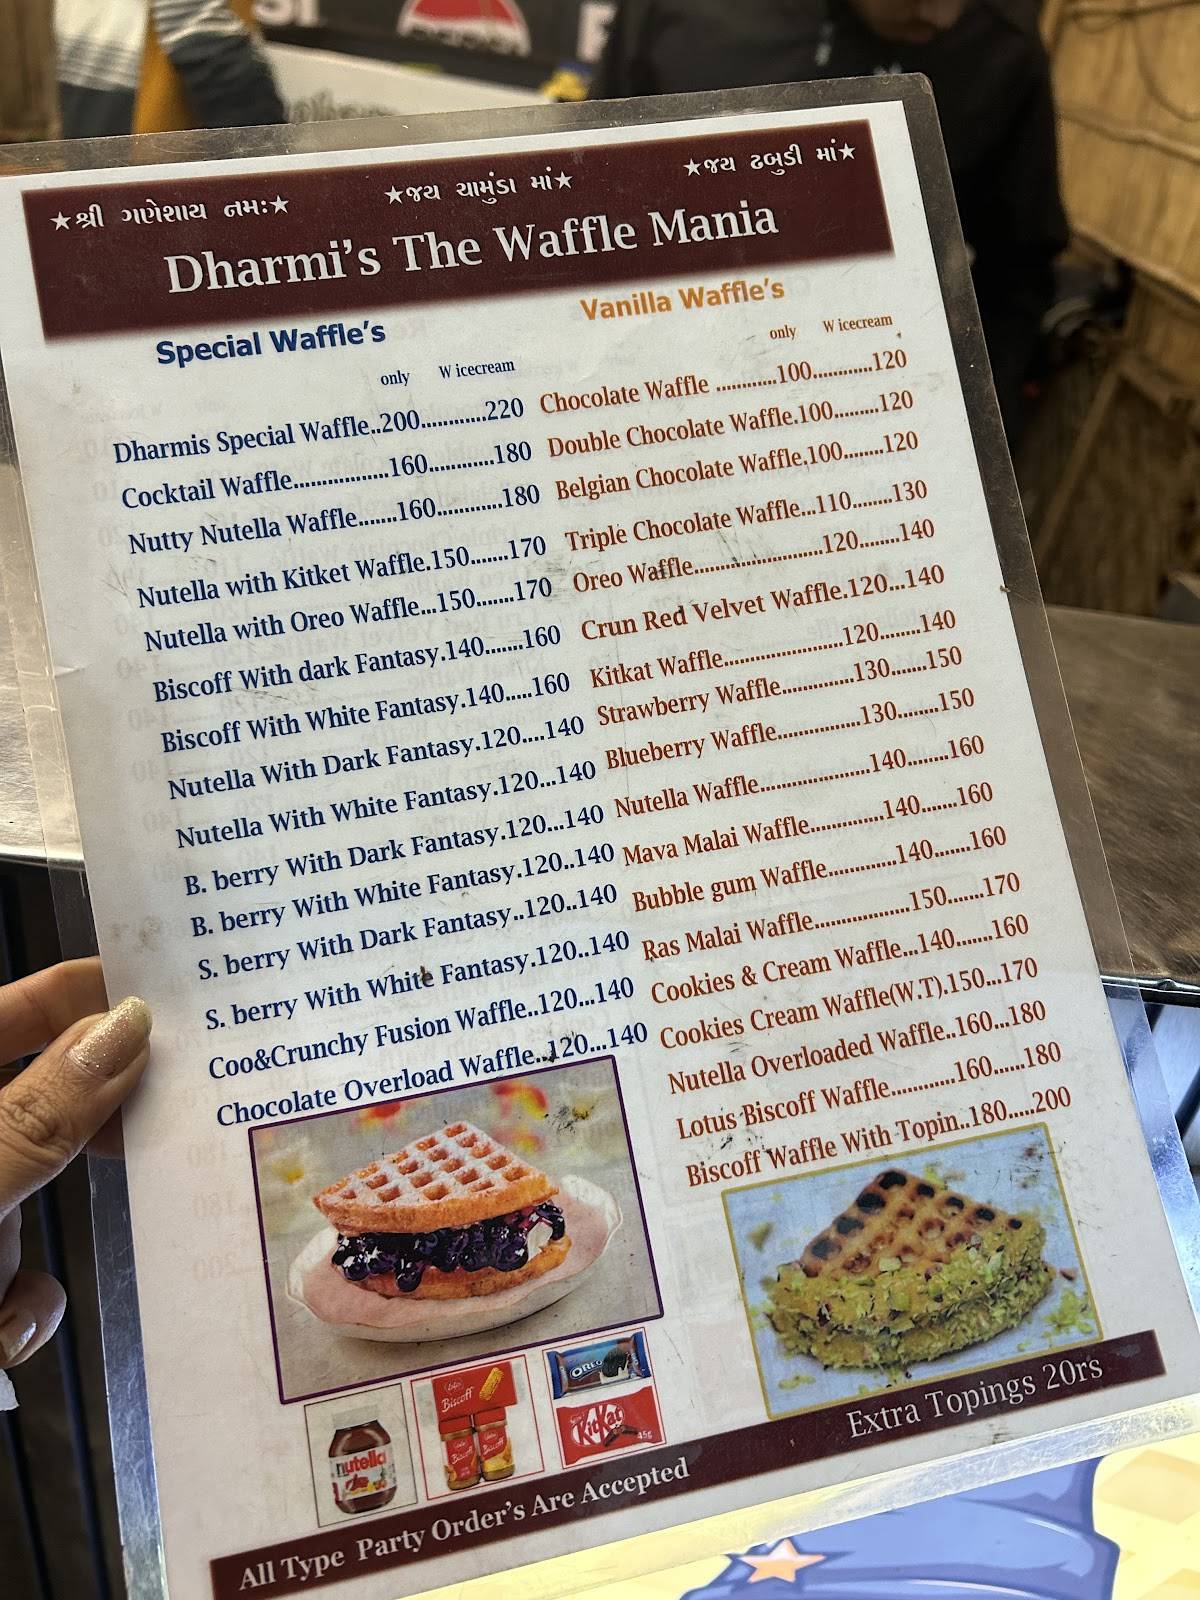 ★શ્રી ગણેશાય નમઃ★ ★જય ચામુંડા માં★ ★જય ઢબુડી માં★
Dharmi's The Waffle Mania
Special Waffle's
only W icecream
Dharmis Special Waffle..200............220
Cocktail Waffle................160...........180
Nutty Nutella Waffle.......160...........180
Nutella with Kitket Waffle.150.......170
Nutella with Oreo Waffle...150.......170
Biscoff With dark Fantasy.140.......160
Biscoff With White Fantasy.140.....160
Nutella With Dark Fantasy.120....140
Nutella With White Fantasy.120...140
B. berry With Dark Fantasy.120...140
B. berry With White Fantasy.120..140
S. berry With Dark Fantasy..120..140
S. berry With White Fantasy.120..140
Coo&Crunchy Fusion Waffle..120...140
Chocolate Overload Waffle..120...140
Vanilla Waffle's
only W icecream
Chocolate Waffle ............100............120
Double Chocolate Waffle.100.........120
Belgian Chocolate Waffle,100........120
Triple Chocolate Waffle...110........130
Oreo Waffle.........................120........140
Crun Red Velvet Waffle.120...140
Kitkat Waffle.......................120........140
Strawberry Waffle..............130.......150
Blueberry Waffle................130........150
Nutella Waffle......................140........160
Mava Malai Waffle..............140.......160
Bubble gum Waffle.............140.......160
Ras Malai Waffle..................150.......170
Cookies & Cream Waffle...140.......160
Cookies Cream Waffle(W.T).150...170
Nutella Overloaded Waffle..160...180
Lotus Biscoff Waffle............160......180
Biscoff Waffle With Topin..180.....200
nutella
Lotus
Biscoff
OREO
KitKat
45g
Extra Topings 20rs
All Type Party Order's Are Accepted